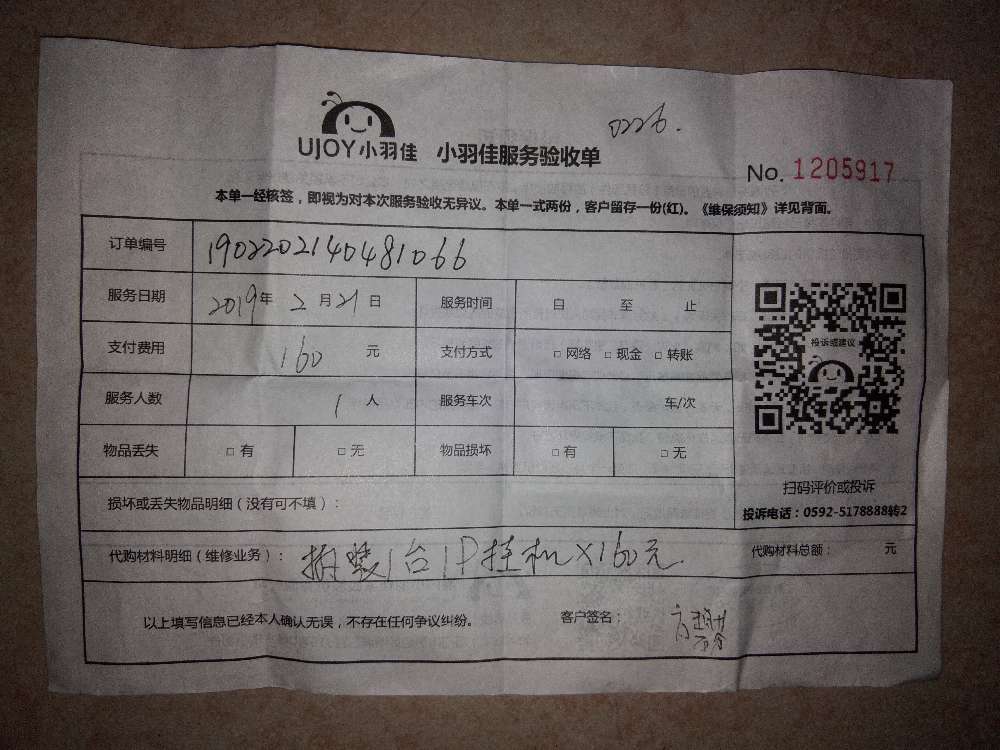 0226.
UJOY小羽佳 小羽佳服务验收单
No. 1205917
本单一经核签，即视为对本次服务验收无异议。本单一式两份，客户留存一份(红)。《维保须知》详见背面。
订单编号 1902202140481066
服务日期 2019年 2月21日 服务时间 自 至 止
支付费用 160 元 支付方式 □网络 □现金 □转账
投诉或建议
服务人数 1人 服务车次 车/次
物品丢失 □有 □无 物品损坏 □有 □无
扫码评价或投诉
投诉电话：0592-5178888转2
损坏或丢失物品明细（没有可不填）：
代购材料明细（维修业务）：拆装1台1P挂机×160元 代购材料总额： 元
以上填写信息已经本人确认无误，不存在任何争议纠纷。 客户签名：